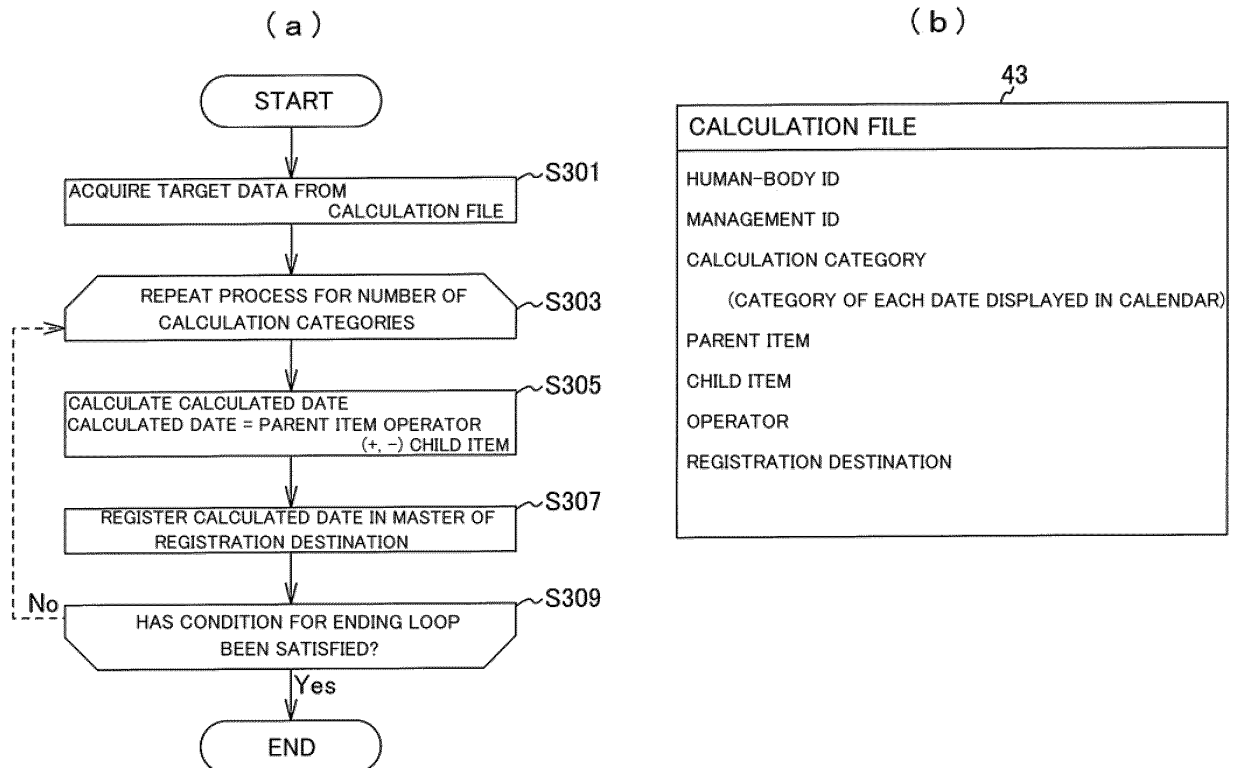 (a)
START
S301
ACQUIRE TARGET DATA FROM
CALCULATION FILE
REPEAT PROCESS FOR NUMBER OF
CALCULATION CATEGORIES
S303
S305
CALCULATE CALCULATED DATE
CALCULATED DATE = PARENT ITEM OPERATOR
(+, -) CHILD ITEM
S307
REGISTER CALCULATED DATE IN MASTER OF
REGISTRATION DESTINATION
S309
No
HAS CONDITION FOR ENDING LOOP
BEEN SATISFIED?
Yes
END
(b)
43
CALCULATION FILE
HUMAN-BODY ID
MANAGEMENT ID
CALCULATION CATEGORY
(CATEGORY OF EACH DATE DISPLAYED IN CALENDAR)
PARENT ITEM
CHILD ITEM
OPERATOR
REGISTRATION DESTINATION